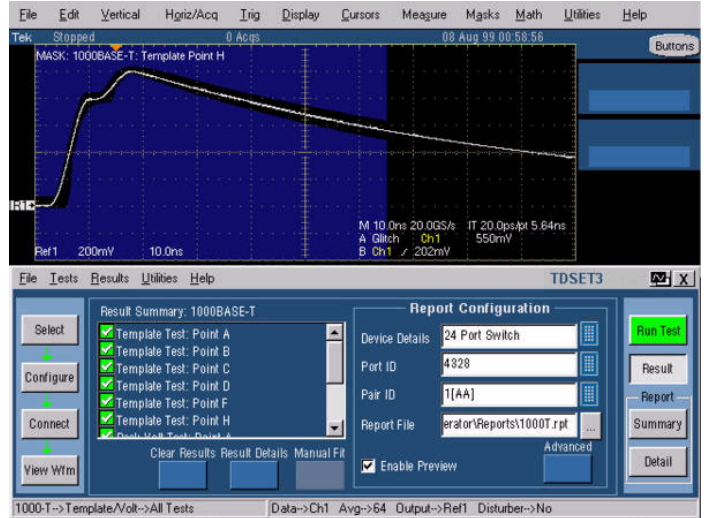 File Edit Vertical Horiz/Acq Trig Display Cursors Measure Masks Math Utilities Help
Tek Stopped 0 Acqs 08 Aug 99 00:58:56
Buttons
MASK: 1000BASE-T: Template Point H
R1
M 10.0ns 20.0GS/s IT 20.0ps/pt 5.64ns
A Glitch Ch1 550mV
Ref1 200mV 10.0ns B Ch1 / 202mV
File Tests Results Utilities Help TDSET3 X
Result Summary: 1000BASE-T
Report Configuration
Select
Template Test: Point A
Template Test: Point B
Template Test: Point C
Template Test: Point D
Template Test: Point F
Template Test: Point H
Peak Volt Test: Point A
Device Details 24 Port Switch
Run Test
Configure
Port ID 4328
Result
Pair ID 1[AA]
Report
Connect
Report File erator\Reports\1000T.rpt ...
Summary
Clear Results Result Details Manual Fit
Advanced
View Wfm
Enable Preview
Detail
1000-T-->Template/Volt-->All Tests Data-->Ch1 Avg-->64 Output-->Ref1 Disturber-->No